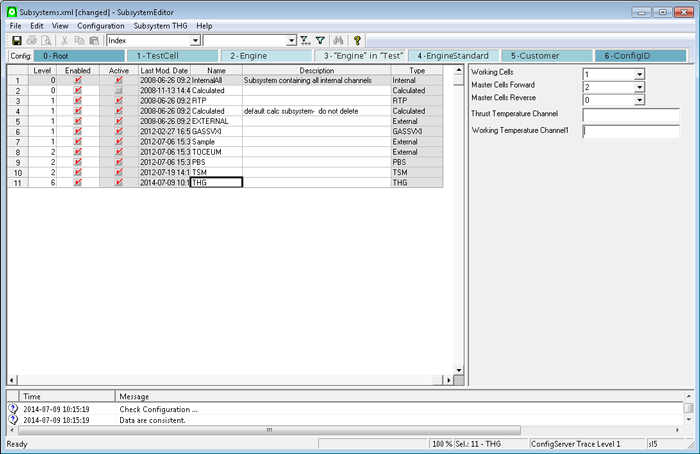 Subsystems.xml [changed] - SubsystemEditor
File Edit View Configuration Subsystem THG Help
Index
Config: 0 - Root 1 - TestCell 2 - Engine 3 - "Engine" in "Test" 4 - EngineStandard 5 - Customer 6 - ConfigID
Level Enabled Active Last Mod. Date Name Description Type
1 0 2008-06-26 09:2 InternalAll Subsystem containing all internal channels Internal
2 0 2008-11-13 14:4 Calculated Calculated
3 1 2008-06-26 09:2 RTP RTP
4 1 2008-06-26 09:2 Calculated default calc subsystem- do not delete Calculated
5 1 2008-06-26 09:2 EXTERNAL External
6 1 2012-02-27 16:5 GASSVXI GASSVXI
7 1 2012-07-06 15:3 Sample External
8 2 2012-07-06 15:3 TOCEUM External
9 2 2012-07-06 15:3 PBS PBS
10 2 2012-07-19 14:1 TSM TSM
11 6 2014-07-09 10:1 THG THG
Working Cells 1
Master Cells Forward 2
Master Cells Reverse 0
Thrust Temperature Channel
Working Temperature Channel1
Time Message
2014-07-09 10:15:19 Check Configuration ...
2014-07-09 10:15:19 Data are consistent.
Ready 100 % Sel.: 11 - THG ConfigServer Trace Level 1 sl5